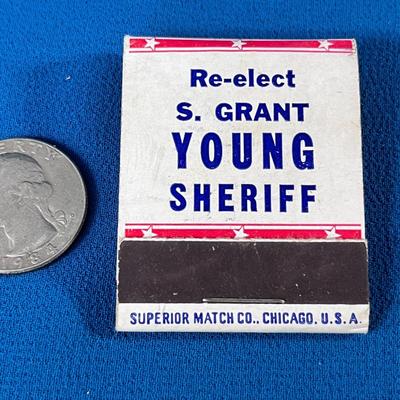 Re-elect
S. GRANT
YOUNG
SHERIFF
SUPERIOR MATCH CO., CHICAGO, U.S.A.
LIBERTY
1984